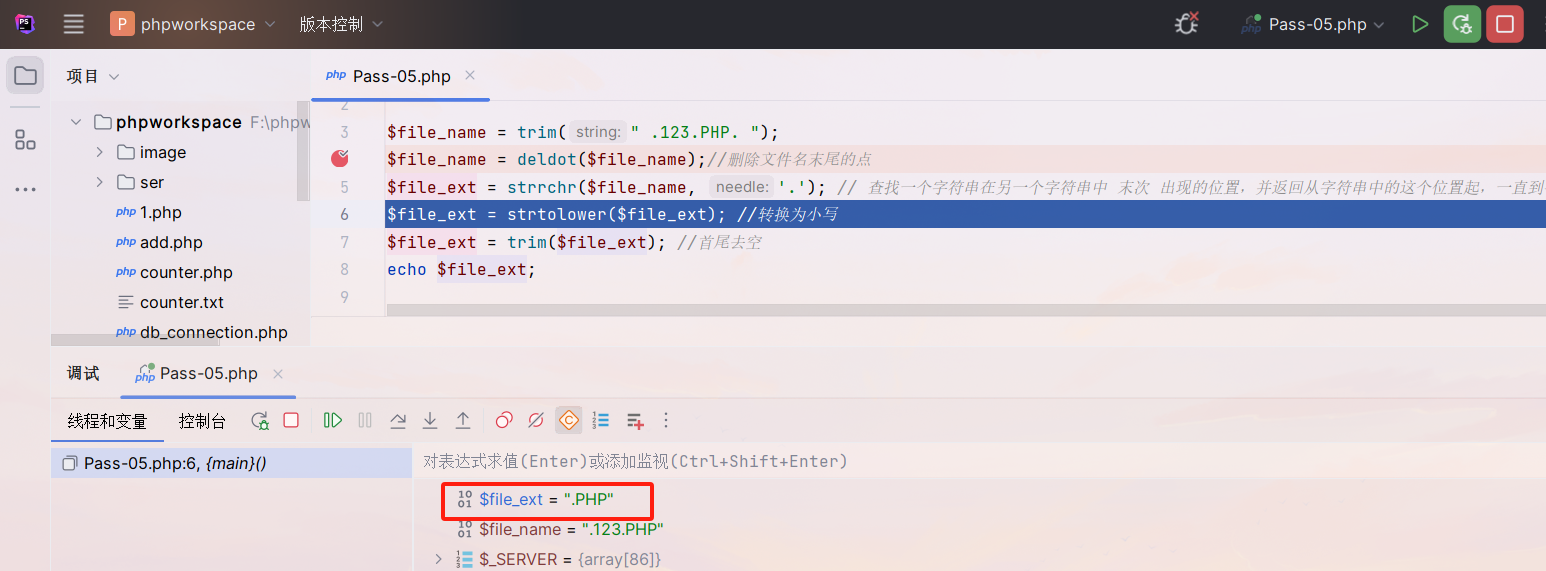 PS P phpworkspace 版本控制 php Pass-05.php
项目
php Pass-05.php
phpworkspace F:\phpw
image
ser
php 1.php
php add.php
php counter.php
counter.txt
php db_connection.php
2
3 $file_name = trim( string: " .123.PHP. ");
$file_name = deldot($file_name);//删除文件名末尾的点
5 $file_ext = strrchr($file_name, needle: '.'); // 查找一个字符串在另一个字符串中 末次 出现的位置，并返回从字符串中的这个位置起，一直到
6 $file_ext = strtolower($file_ext); //转换为小写
7 $file_ext = trim($file_ext); //首尾去空
8 echo $file_ext;
9
调试 php Pass-05.php
线程和变量 控制台
Pass-05.php:6, {main}()
对表达式求值(Enter)或添加监视(Ctrl+Shift+Enter)
$file_ext = ".PHP"
$file_name = ".123.PHP"
$_SERVER = {array[86]}